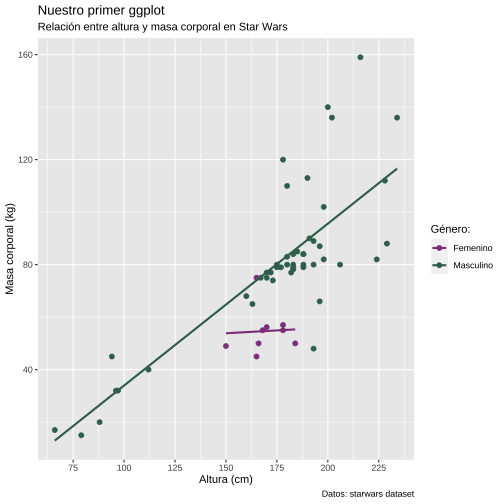 Nuestro primer ggplot
Relación entre altura y masa corporal en Star Wars
160
120
80
40
Masa corporal (kg)
75
100
125
150
175
200
225
Altura (cm)
Género:
Femenino
Masculino
Datos: starwars dataset